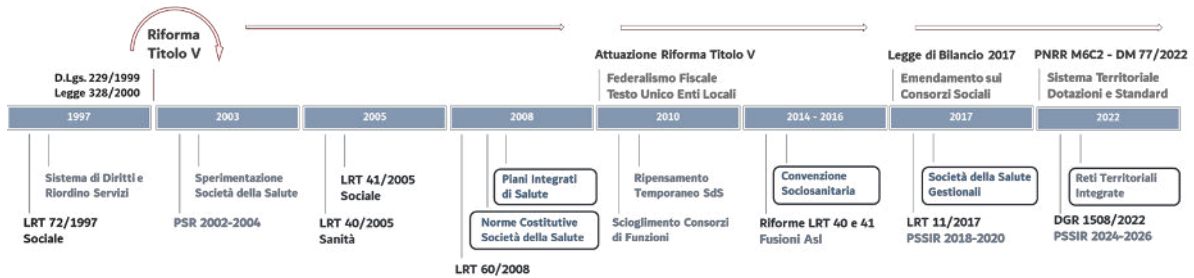 Riforma
Titolo V
D.Lgs. 229/1999
Legge 328/2000
Attuazione Riforma Titolo V
Federalismo Fiscale
Testo Unico Enti Locali
Legge di Bilancio 2017
Emendamento sui
Consorzi Sociali
PNRR M6C2 - DM 77/2022
Sistema Territoriale
Dotazioni e Standard
1997
2003
2005
2008
2010
2014 - 2016
2017
2022
Sistema di Diritti e
Riordino Servizi
LRT 72/1997
Sociale
Sperimentazione
Società della Salute
PSR 2002-2004
LRT 41/2005
Sociale
LRT 40/2005
Sanità
Piani Integrati
di Salute
Norme Costitutive
Società della Salute
LRT 60/2008
Ripensamento
Temporaneo SdS
Scioglimento Consorzi
di Funzioni
Convenzione
Sociosanitaria
Riforme LRT 40 e 41
Fusioni Asl
Società della Salute
Gestionali
LRT 11/2017
PSSIR 2018-2020
Reti Territoriali
Integrate
DGR 1508/2022
PSSIR 2024-2026